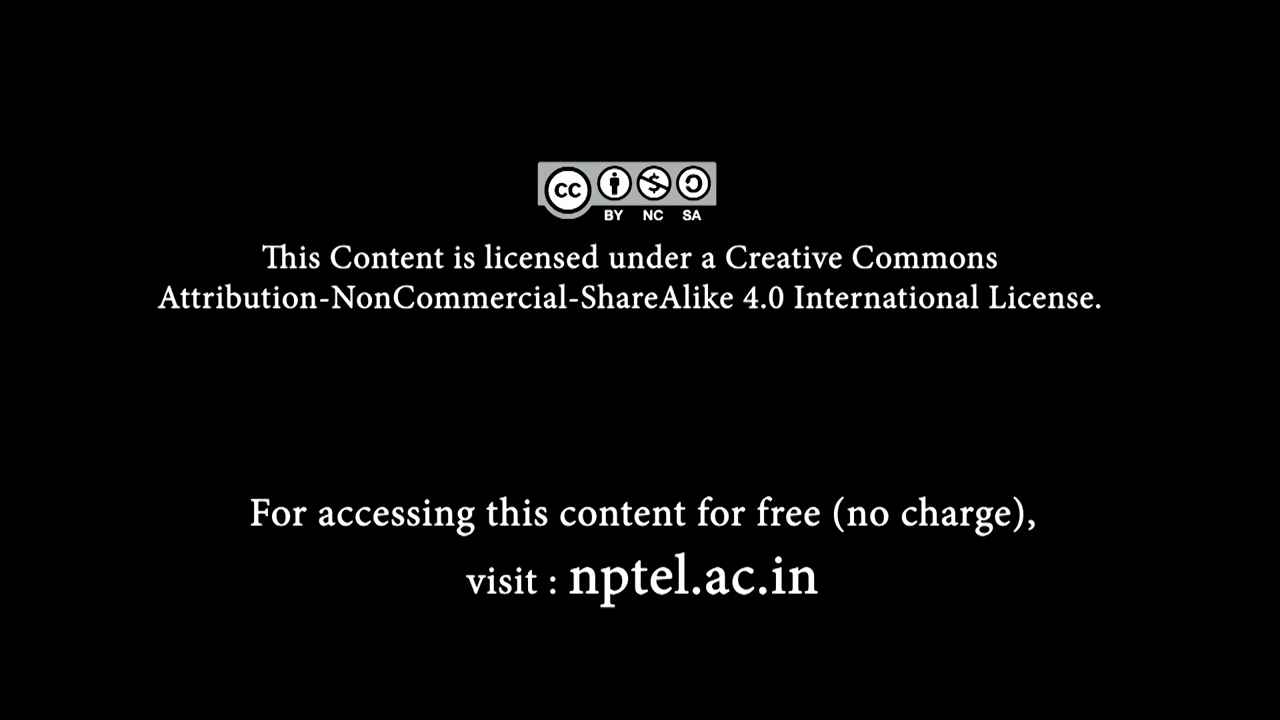 cc
BY NC SA
This Content is licensed under a Creative Commons
Attribution-NonCommercial-ShareAlike 4.0 International License.
For accessing this content for free (no charge),
visit : nptel.ac.in